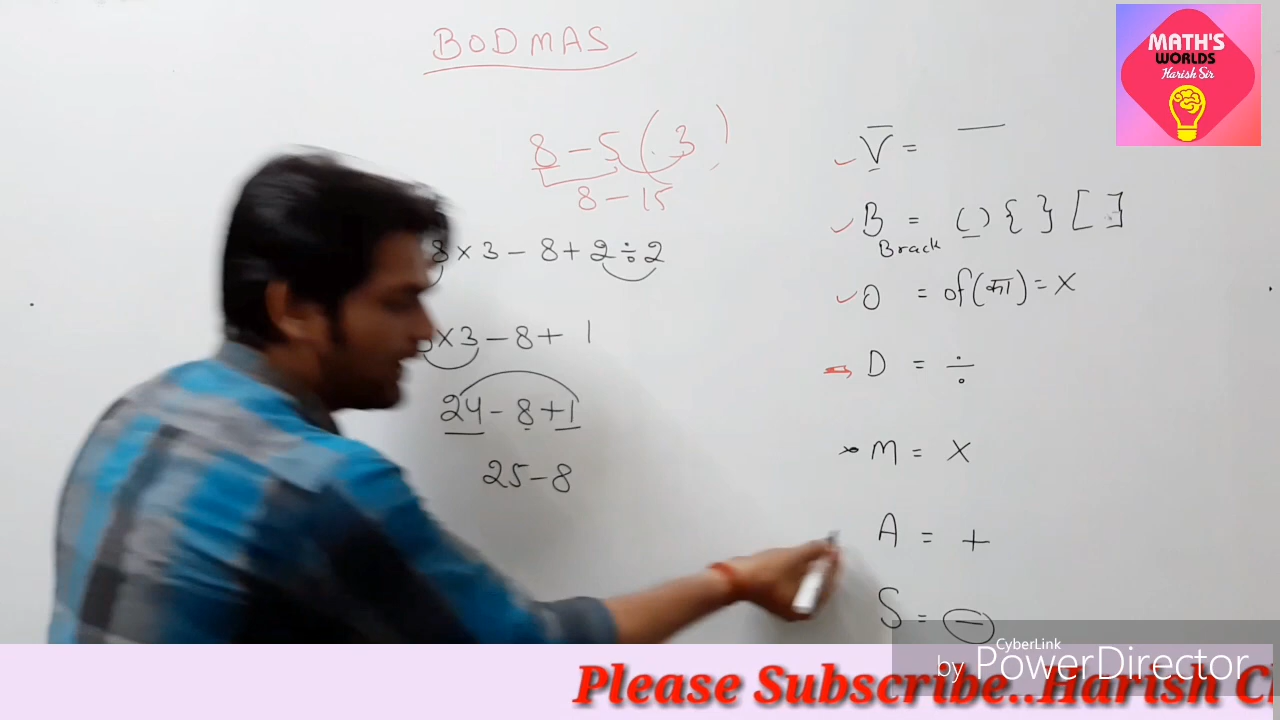 BODMAS
MATH'S
WORLDS
Harish Sir
8 - 5(3)
8 - 15
8 × 3 - 8 + 2 ÷ 2
× 3 - 8 + 1
24 - 8 + 1
25 - 8
V̅ = ‾
B = () { } [ ]
Brack
O = of (का) = ×
D = ÷
M = ×
A = +
S = -
CyberLink
by PowerDirector
Please Subscribe..Harish